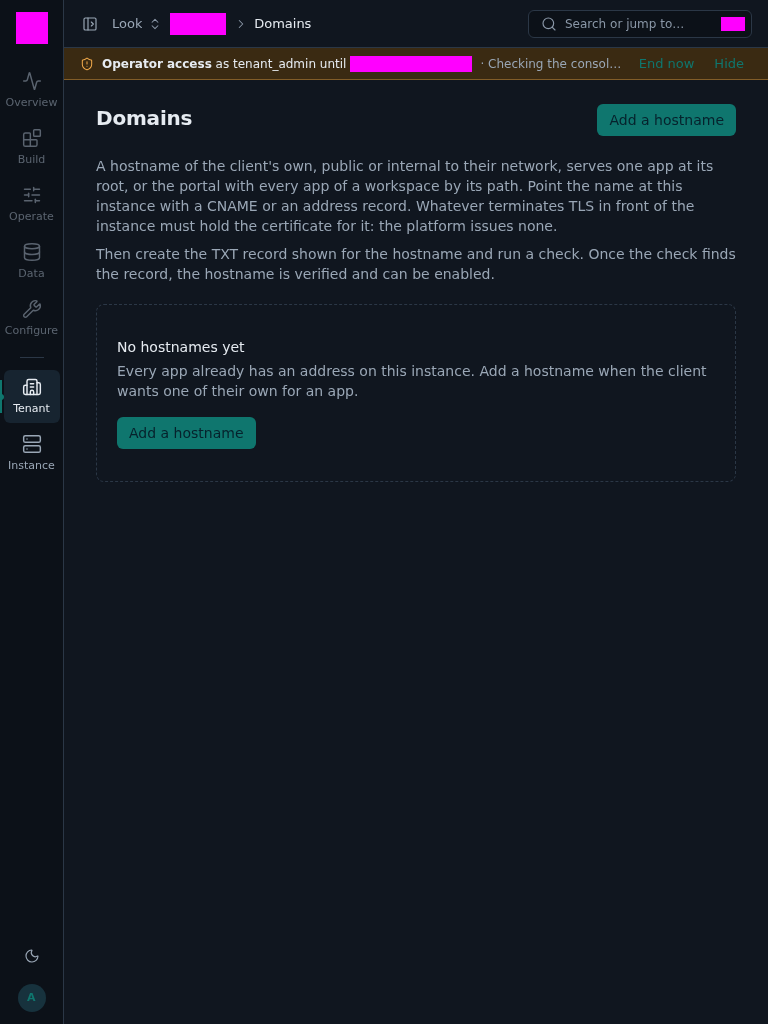 Look
Domains
Search or jump to…
Operator access as tenant_admin until
· Checking the consol…
End now
Hide
Overview
Build
Operate
Data
Configure
Tenant
Instance
A
Domains
Add a hostname
A hostname of the client's own, public or internal to their network, serves one app at its
root, or the portal with every app of a workspace by its path. Point the name at this
instance with a CNAME or an address record. Whatever terminates TLS in front of the
instance must hold the certificate for it: the platform issues none.
Then create the TXT record shown for the hostname and run a check. Once the check finds
the record, the hostname is verified and can be enabled.
No hostnames yet
Every app already has an address on this instance. Add a hostname when the client
wants one of their own for an app.
Add a hostname